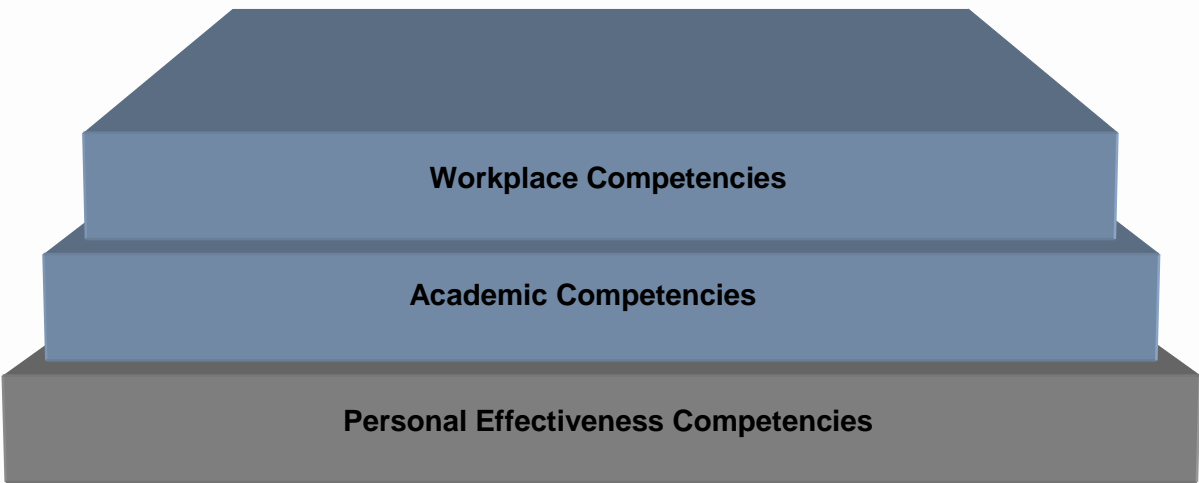 Workplace Competencies
Academic Competencies
Personal Effectiveness Competencies